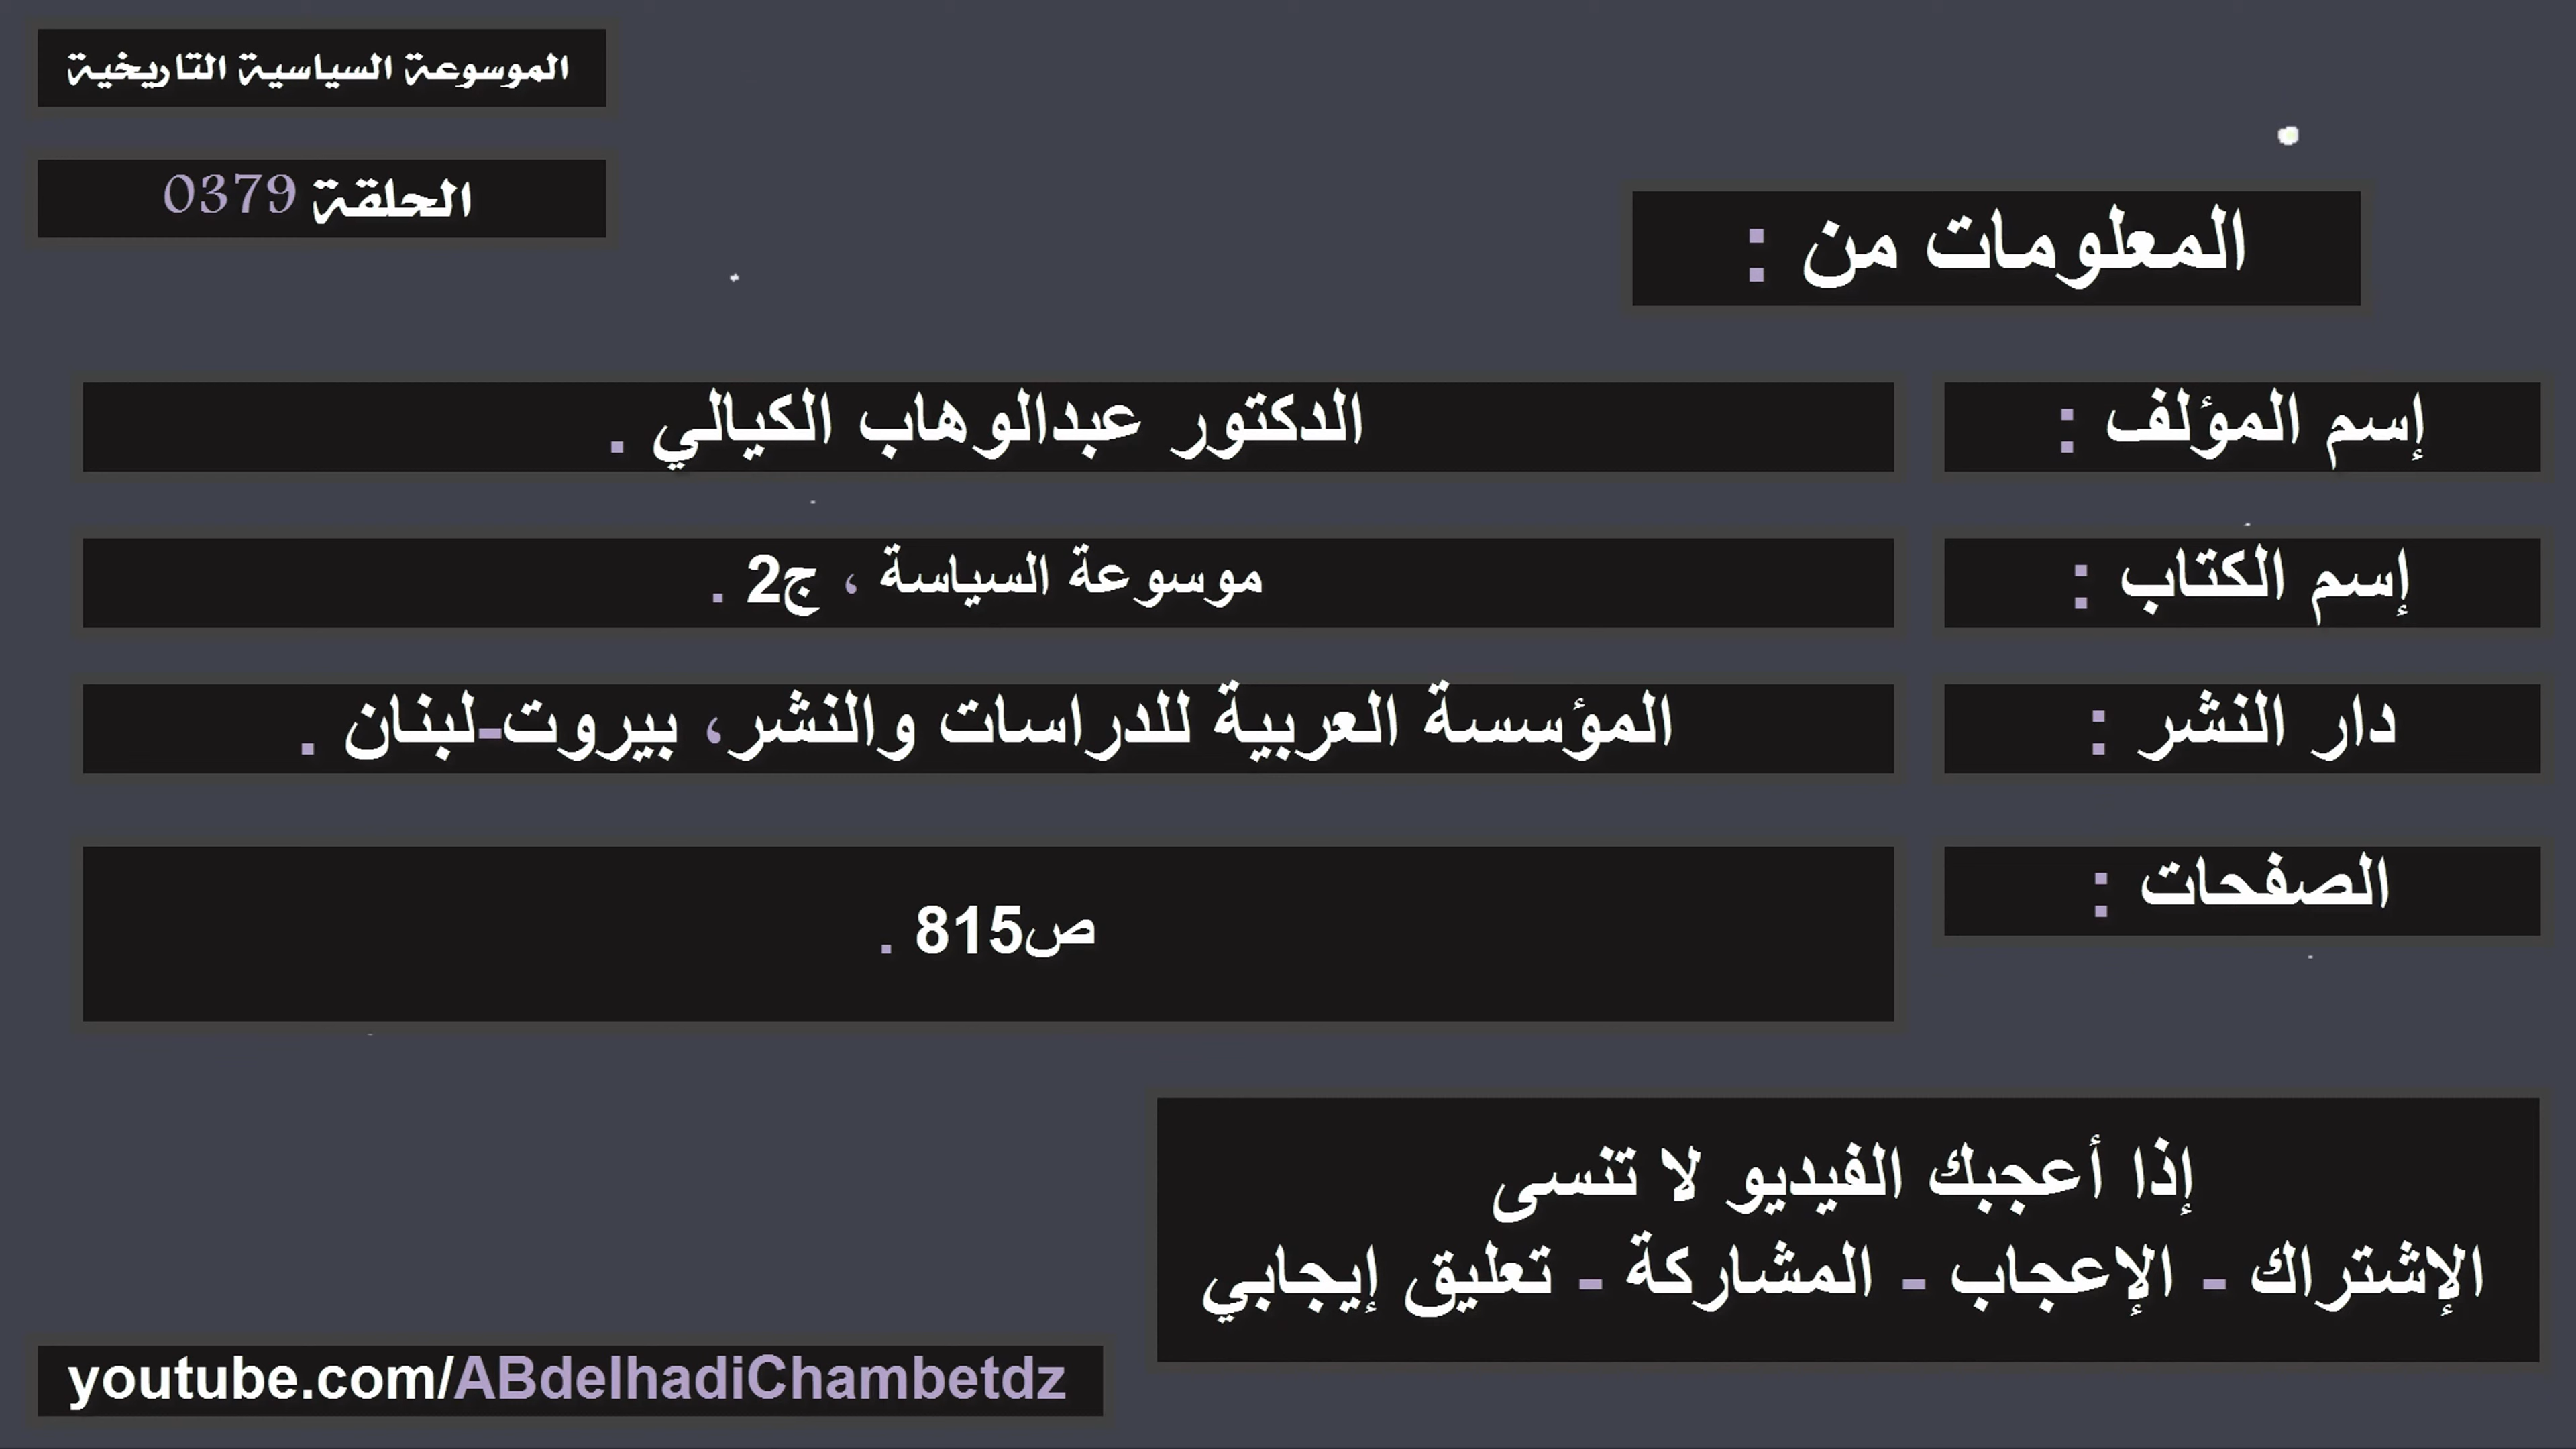 الموسوعة السياسية التاريخية
الحلقة 0379
المعلومات من :
إسم المؤلف :
الدكتور عبدالوهاب الكيالي .
إسم الكتاب :
موسوعة السياسة ، ج2 .
دار النشر :
المؤسسة العربية للدراسات والنشر، بيروت-لبنان .
الصفحات :
ص815 .
إذا أعجبك الفيديو لا تنسى
الإشتراك - الإعجاب - المشاركة - تعليق إيجابي
youtube.com/ABdelhadiChambetdz